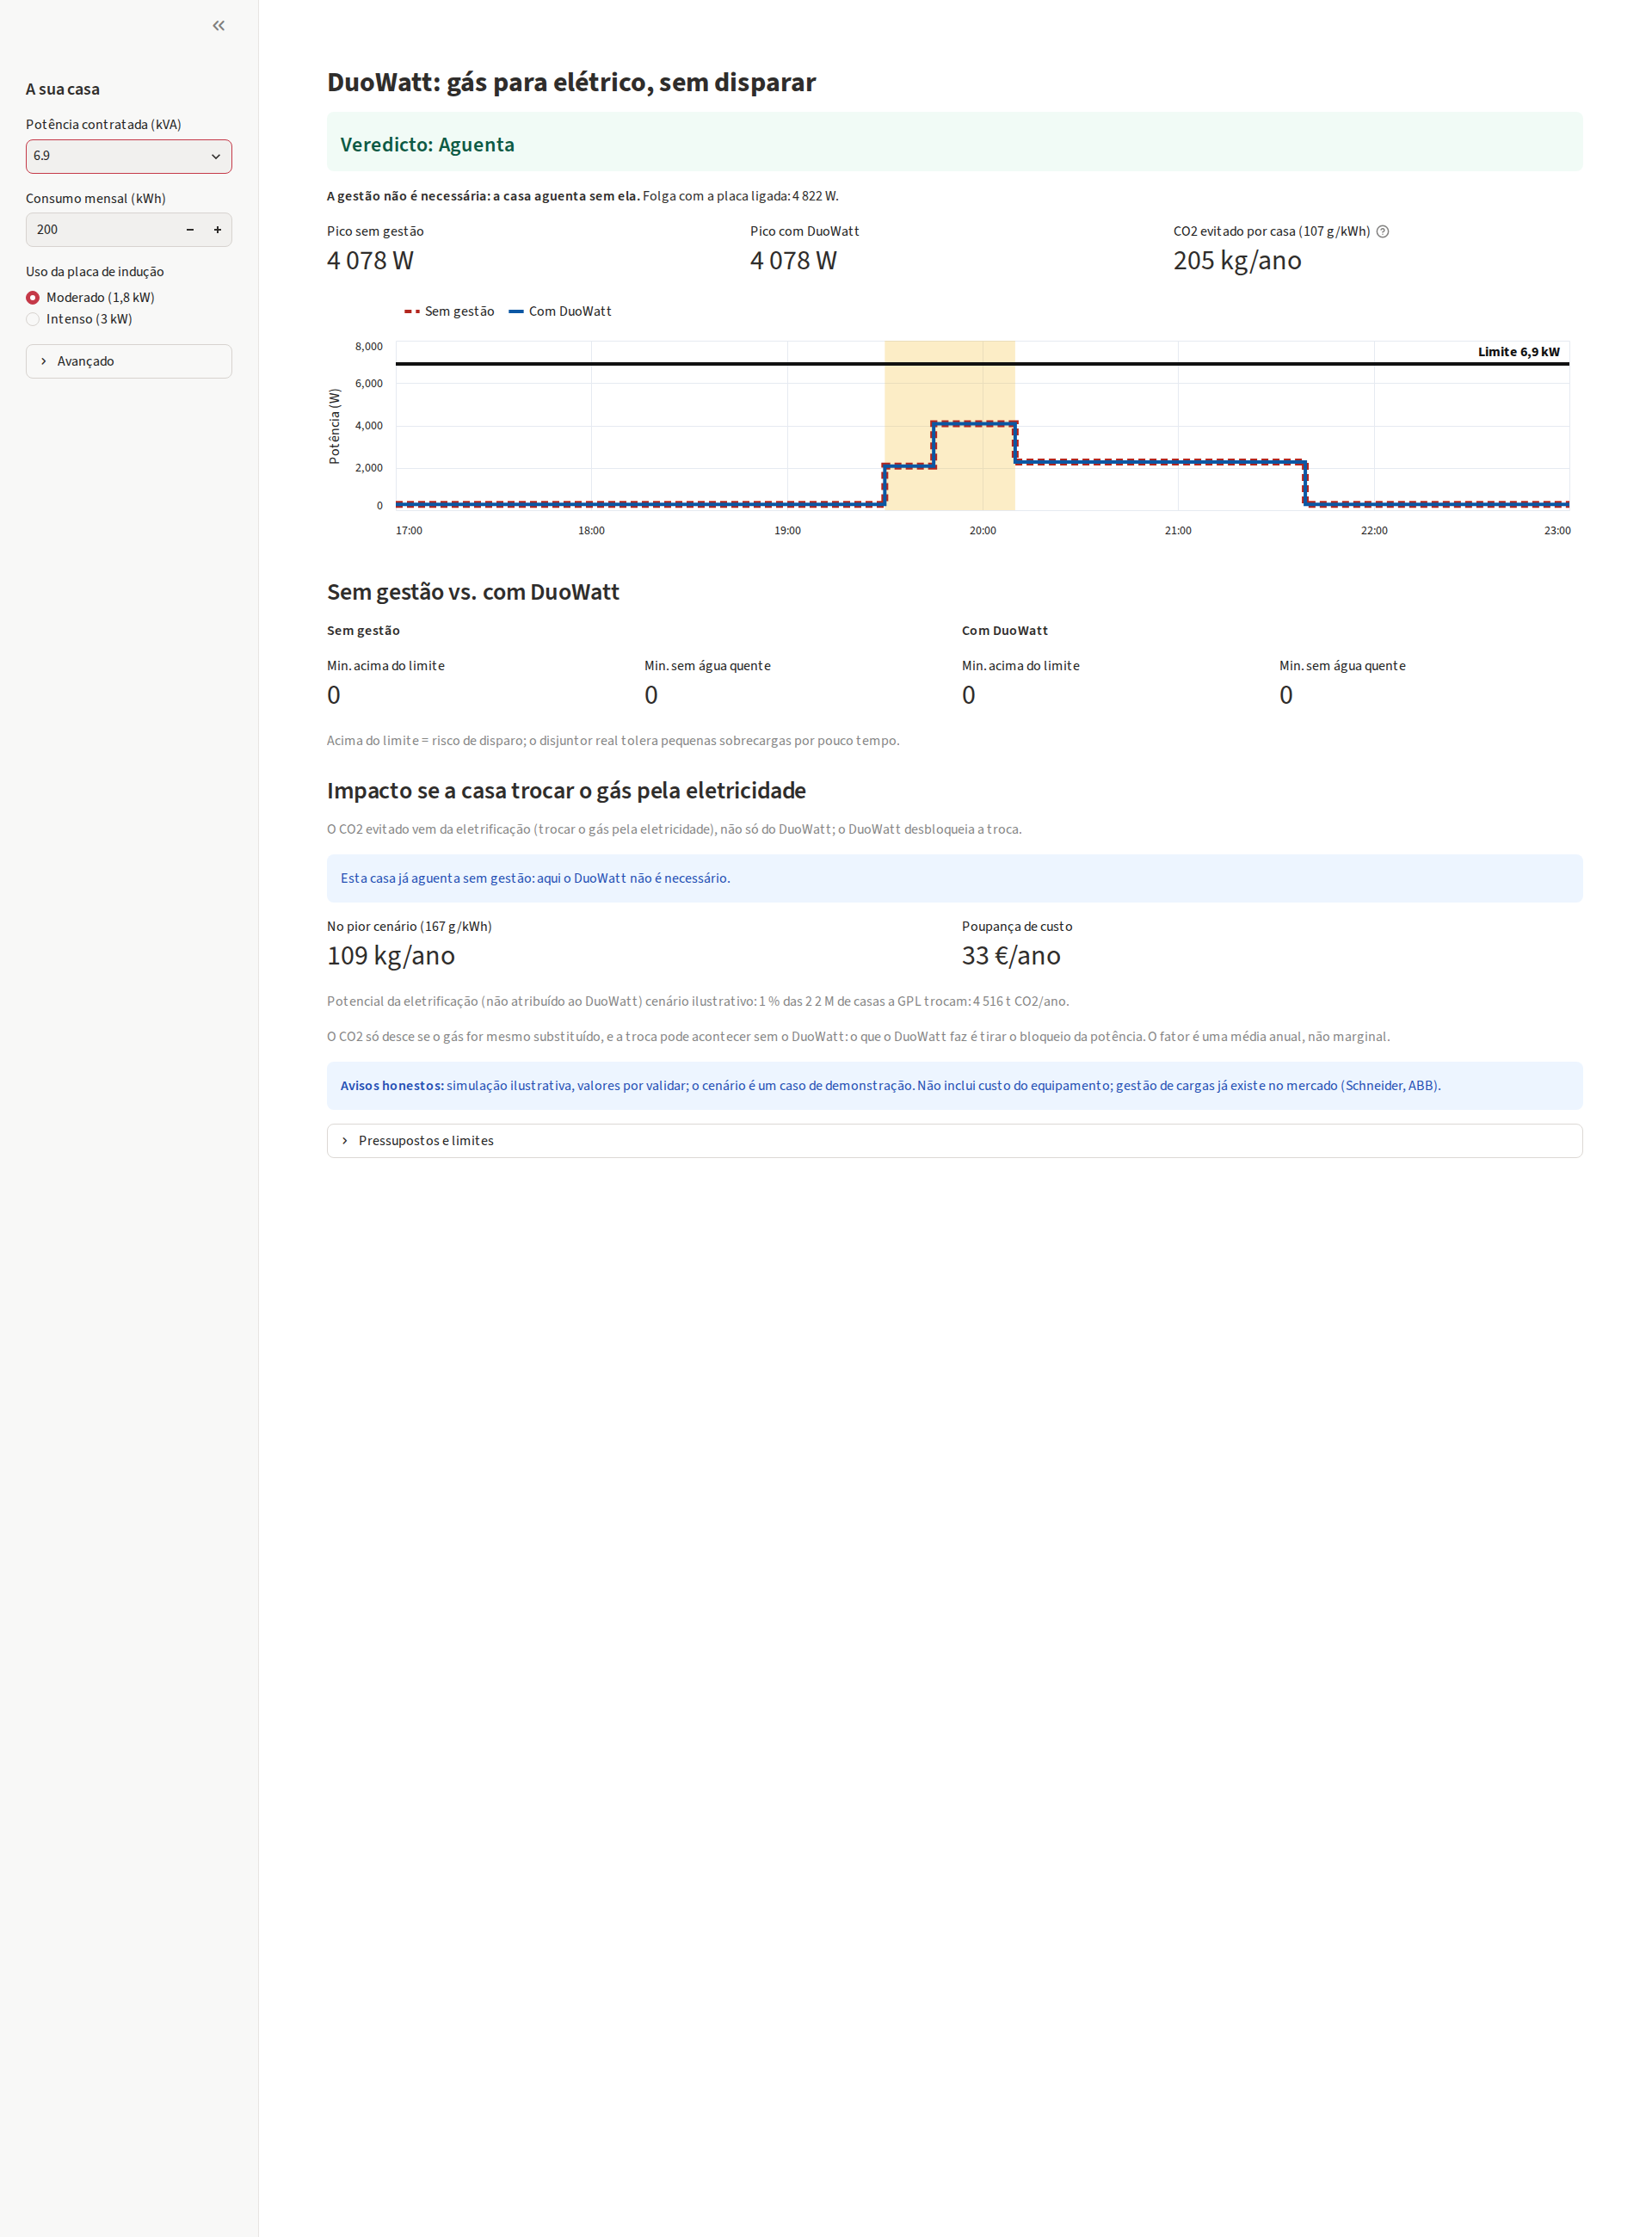 A sua casa
Potência contratada (kVA)
6.9
Consumo mensal (kWh)
200
Uso da placa de indução
Moderado (1,8 kW)
Intenso (3 kW)
Avançado
DuoWatt: gás para elétrico, sem disparar
Veredicto: Aguenta
A gestão não é necessária: a casa aguenta sem ela. Folga com a placa ligada: 4 822 W.
Pico sem gestão
4 078 W
Pico com DuoWatt
4 078 W
CO2 evitado por casa (107 g/kWh)
205 kg/ano
Sem gestão Com DuoWatt
Limite 6,9 kW
Potência (W)
8,000
6,000
4,000
2,000
0
17:00 18:00 19:00 20:00 21:00 22:00 23:00
Sem gestão vs. com DuoWatt
Sem gestão
Com DuoWatt
Min. acima do limite
0
Min. sem água quente
0
Min. acima do limite
0
Min. sem água quente
0
Acima do limite = risco de disparo; o disjuntor real tolera pequenas sobrecargas por pouco tempo.
Impacto se a casa trocar o gás pela eletricidade
O CO2 evitado vem da eletrificação (trocar o gás pela eletricidade), não só do DuoWatt; o DuoWatt desbloqueia a troca.
Esta casa já aguenta sem gestão: aqui o DuoWatt não é necessário.
No pior cenário (167 g/kWh)
109 kg/ano
Poupança de custo
33 €/ano
Potencial da eletrificação (não atribuído ao DuoWatt) cenário ilustrativo: 1 % das 2 2 M de casas a GPL trocam: 4 516 t CO2/ano.
O CO2 só desce se o gás for mesmo substituído, e a troca pode acontecer sem o DuoWatt: o que o DuoWatt faz é tirar o bloqueio da potência. O fator é uma média anual, não marginal.
Avisos honestos: simulação ilustrativa, valores por validar; o cenário é um caso de demonstração. Não inclui custo do equipamento; gestão de cargas já existe no mercado (Schneider, ABB).
Pressupostos e limites